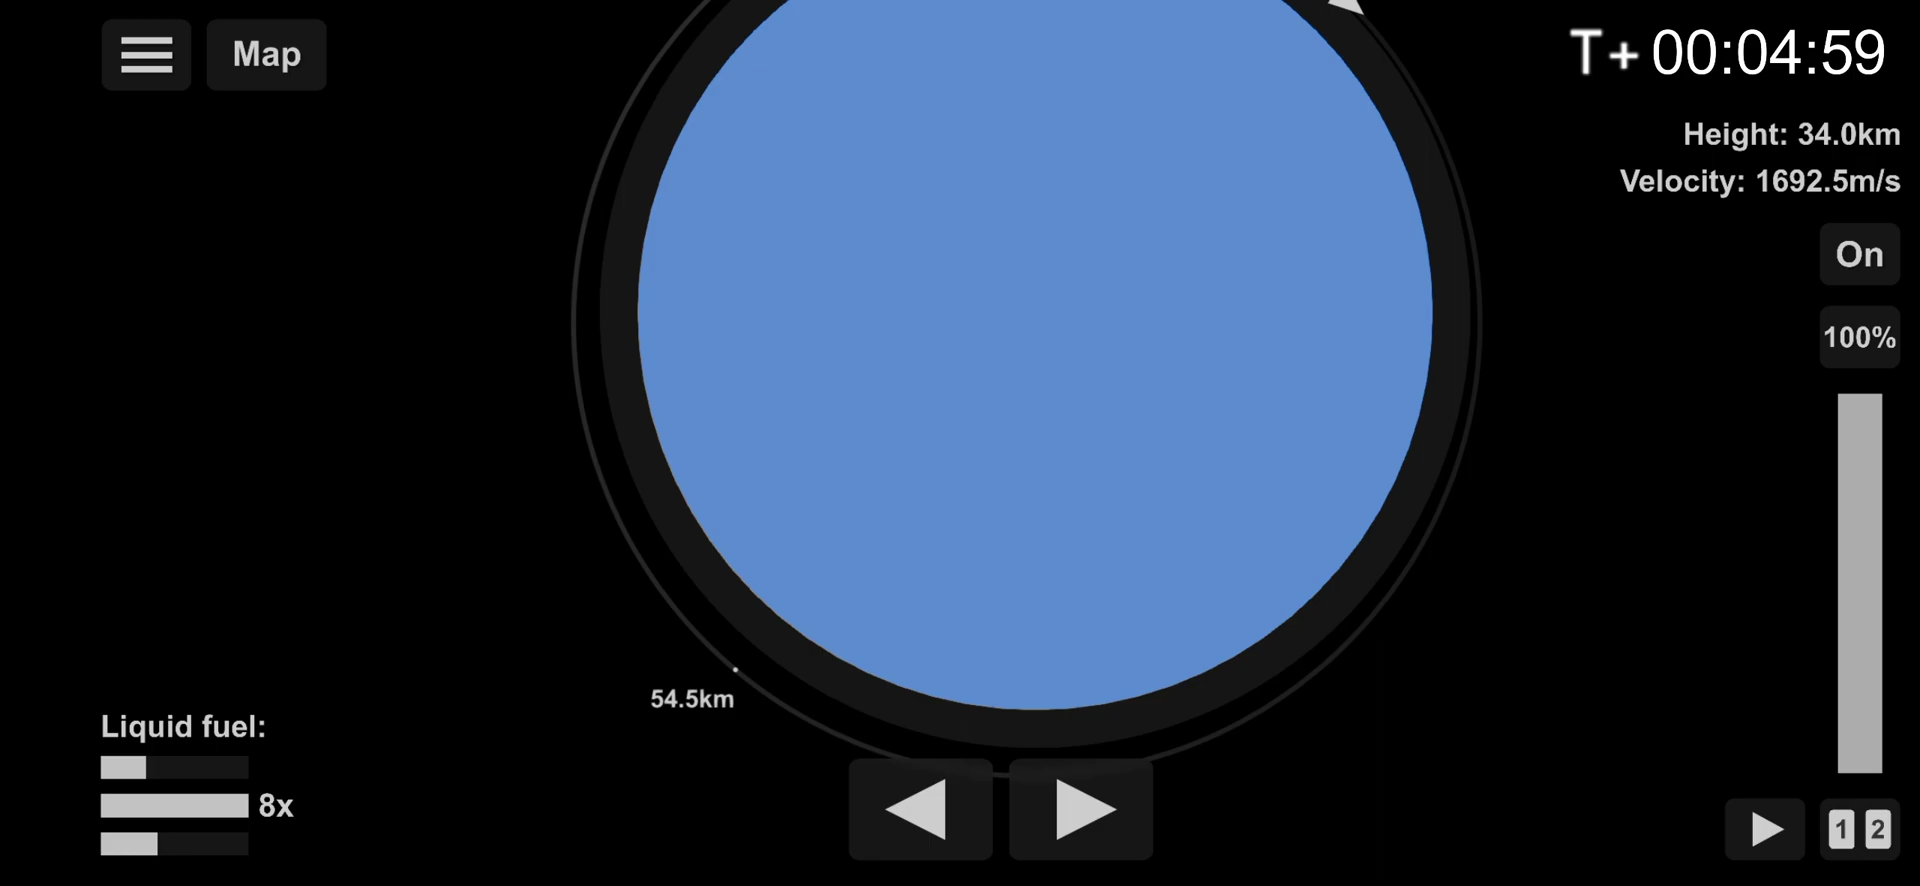 Map
T+ 00:04:59
Height: 34.0km
Velocity: 1692.5m/s
On
100%
54.5km
Liquid fuel:
8x
1 2